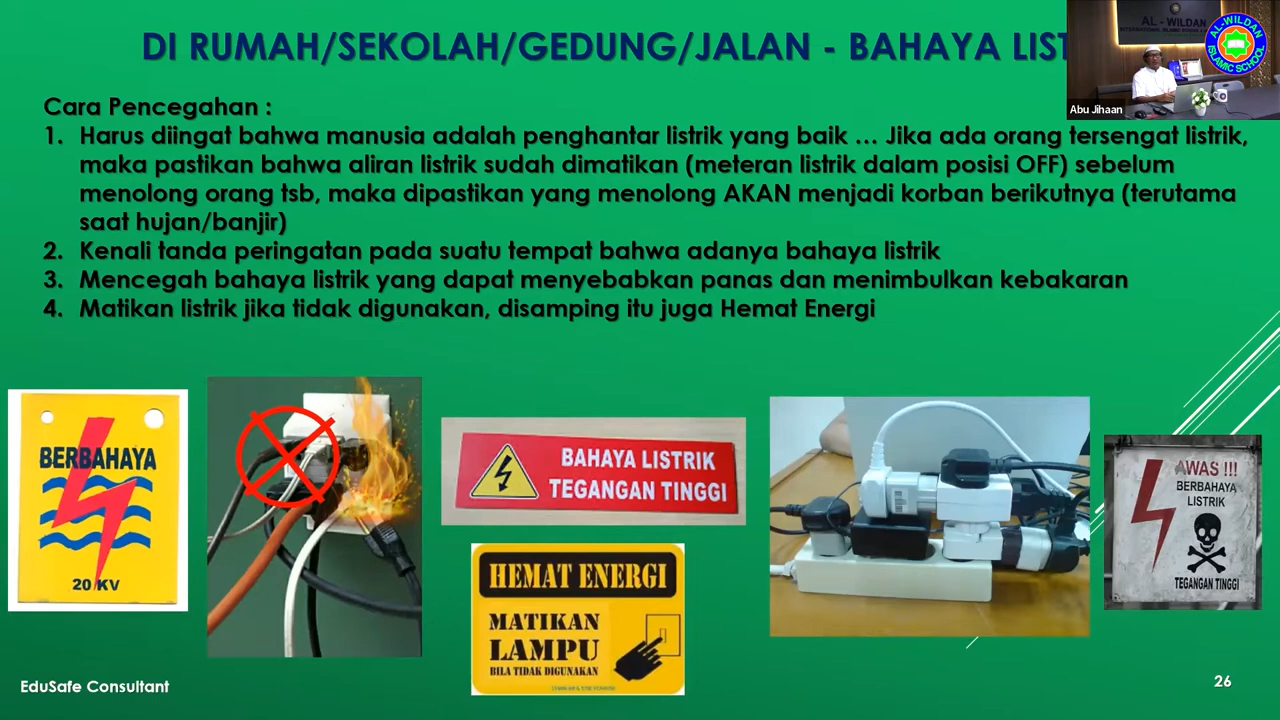 DI RUMAH/SEKOLAH/GEDUNG/JALAN - BAHAYA LIST
AL - WILDAN
INTERNATIONAL ISLAMIC SCHOOL
AL-WILDAN
ISLAMIC SCHOOL
Abu Jihaan
Cara Pencegahan :
1. Harus diingat bahwa manusia adalah penghantar listrik yang baik … Jika ada orang tersengat listrik,
maka pastikan bahwa aliran listrik sudah dimatikan (meteran listrik dalam posisi OFF) sebelum
menolong orang tsb, maka dipastikan yang menolong AKAN menjadi korban berikutnya (terutama
saat hujan/banjir)
2. Kenali tanda peringatan pada suatu tempat bahwa adanya bahaya listrik
3. Mencegah bahaya listrik yang dapat menyebabkan panas dan menimbulkan kebakaran
4. Matikan listrik jika tidak digunakan, disamping itu juga Hemat Energi
BERBAHAYA
20 KV
BAHAYA LISTRIK
TEGANGAN TINGGI
HEMAT ENERGI
MATIKAN
LAMPU
BILA TIDAK DIGUNAKAN
AWAS !!!
BERBAHAYA
LISTRIK
TEGANGAN TINGGI
EduSafe Consultant
26